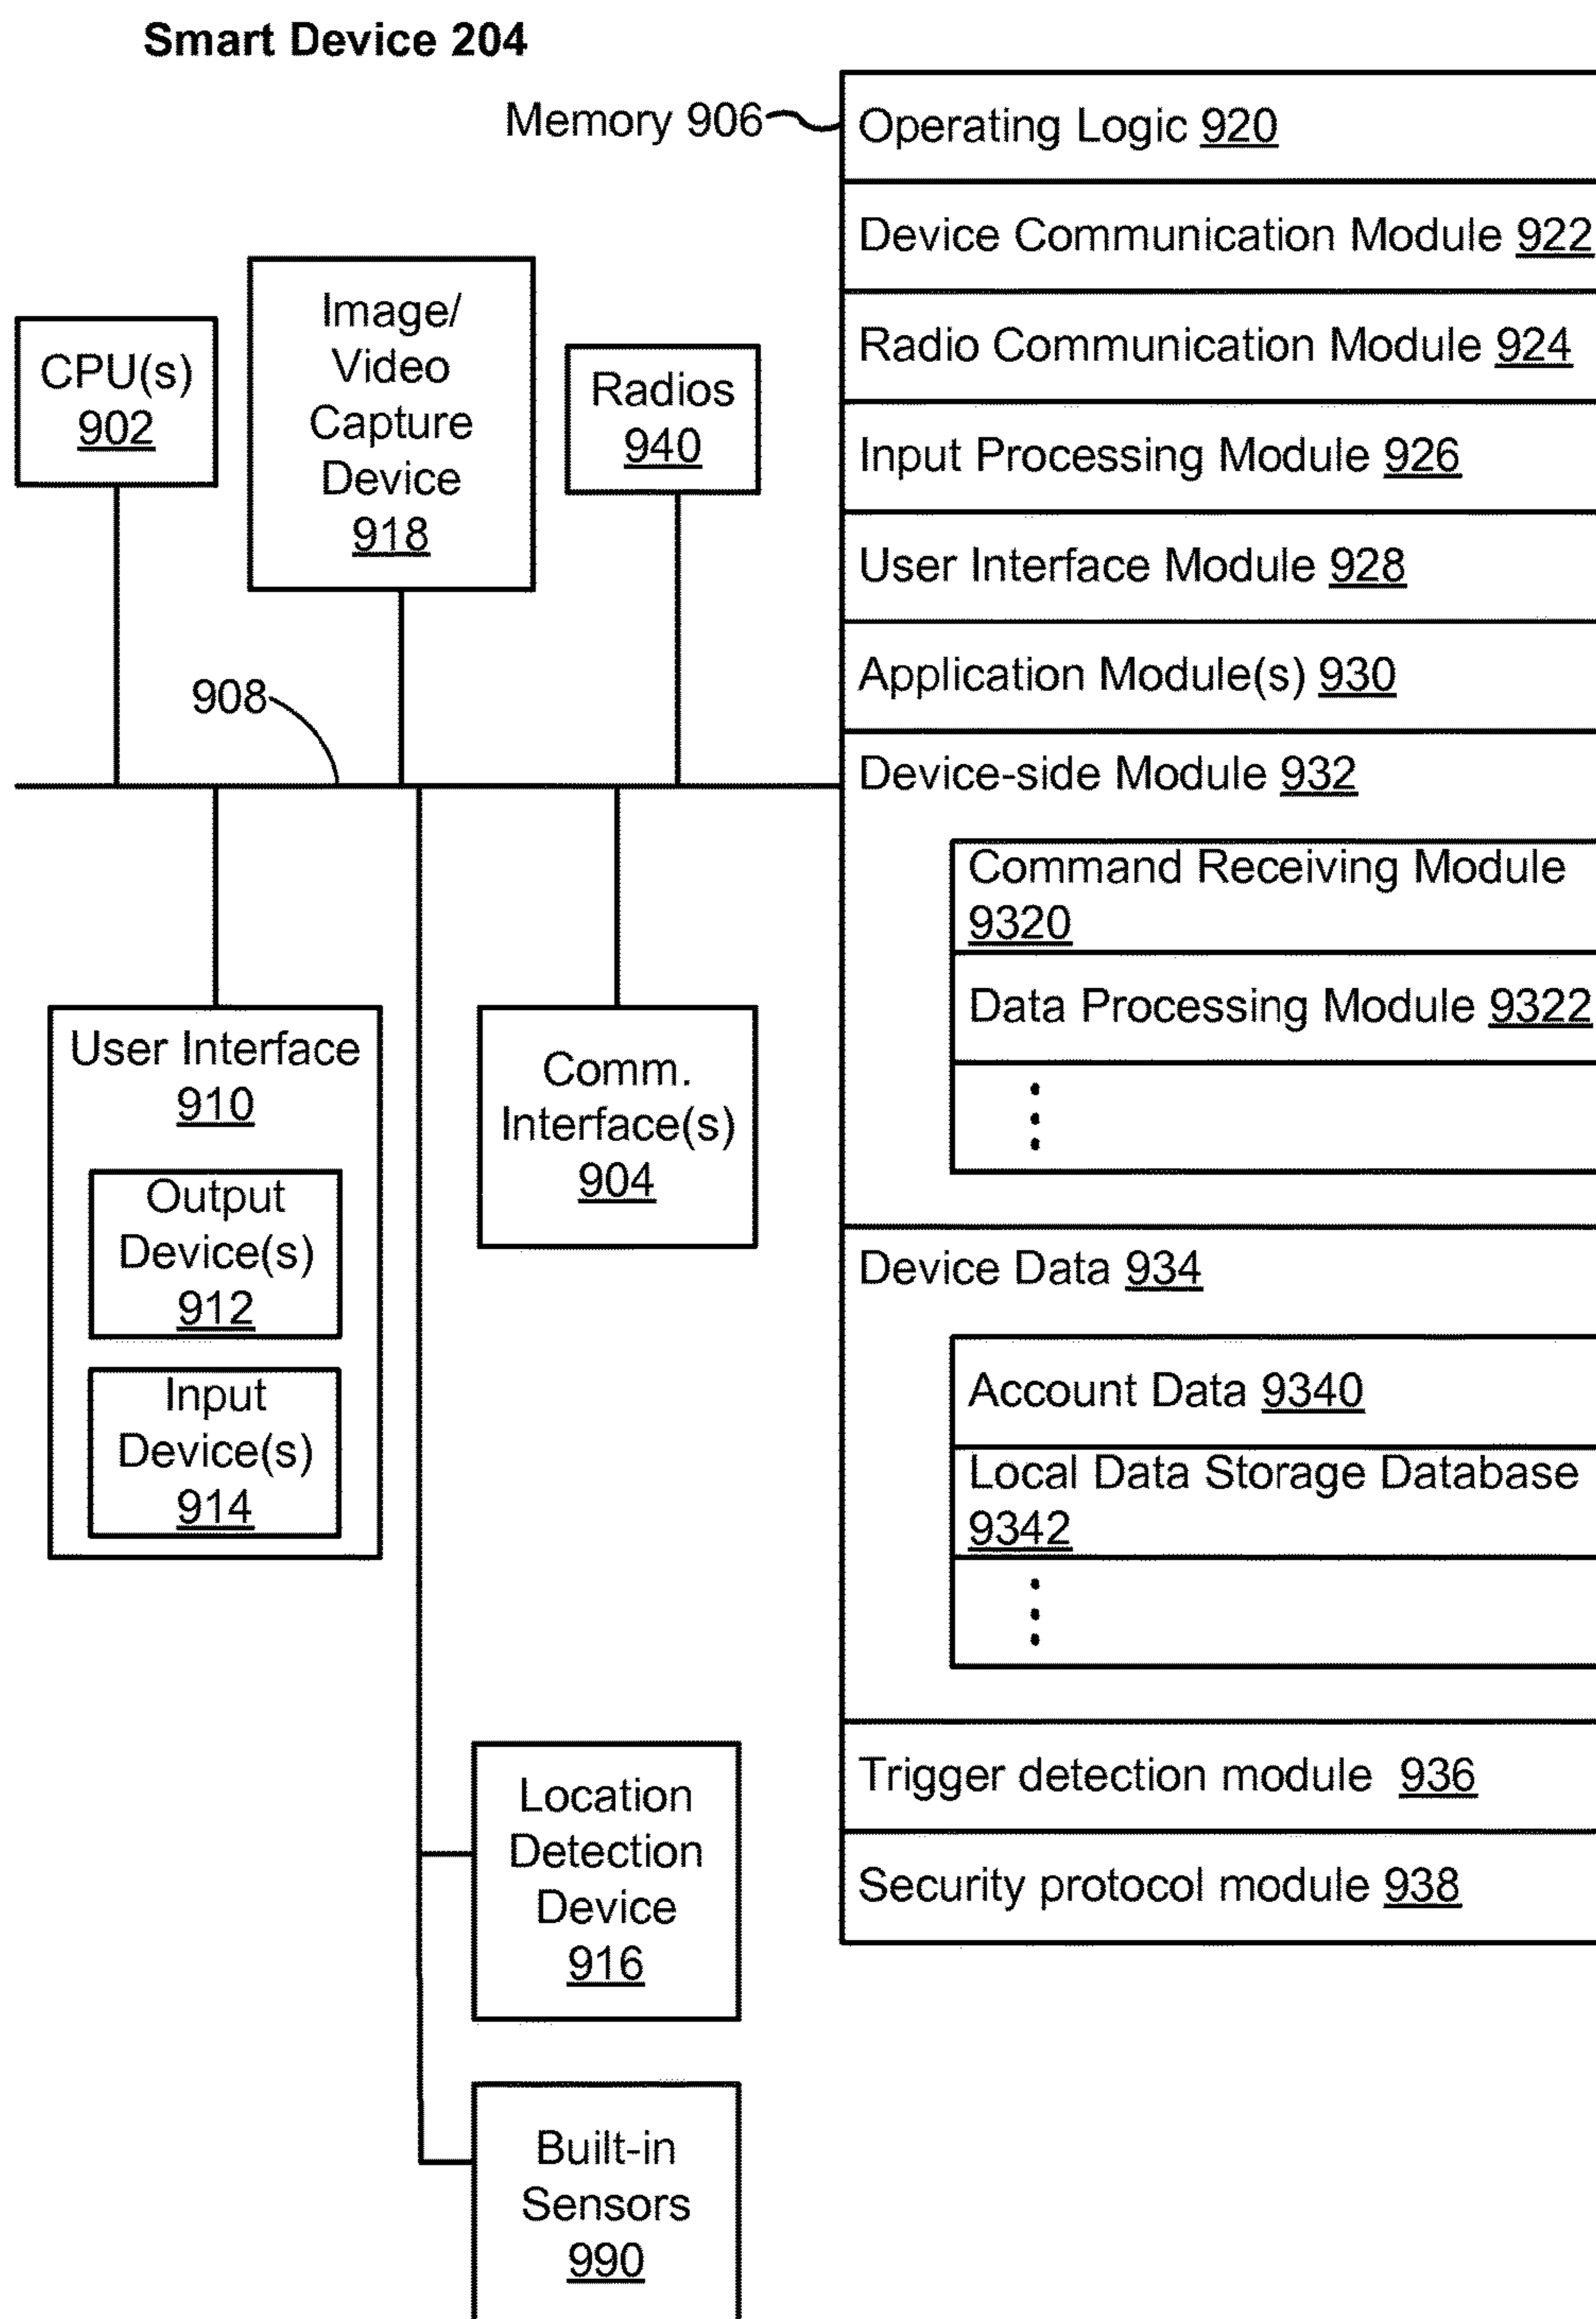 Smart Device 204
Memory 906
Operating Logic 920
Device Communication Module 922
Radio Communication Module 924
Input Processing Module 926
User Interface Module 928
Application Module(s) 930
Device-side Module 932
Command Receiving Module
9320
Data Processing Module 9322
Device Data 934
Account Data 9340
Local Data Storage Database
9342
Trigger detection module 936
Security protocol module 938
CPU(s)
902
Image/
Video
Capture
Device
918
Radios
940
908
User Interface
910
Output
Device(s)
912
Input
Device(s)
914
Comm.
Interface(s)
904
Location
Detection
Device
916
Built-in
Sensors
990